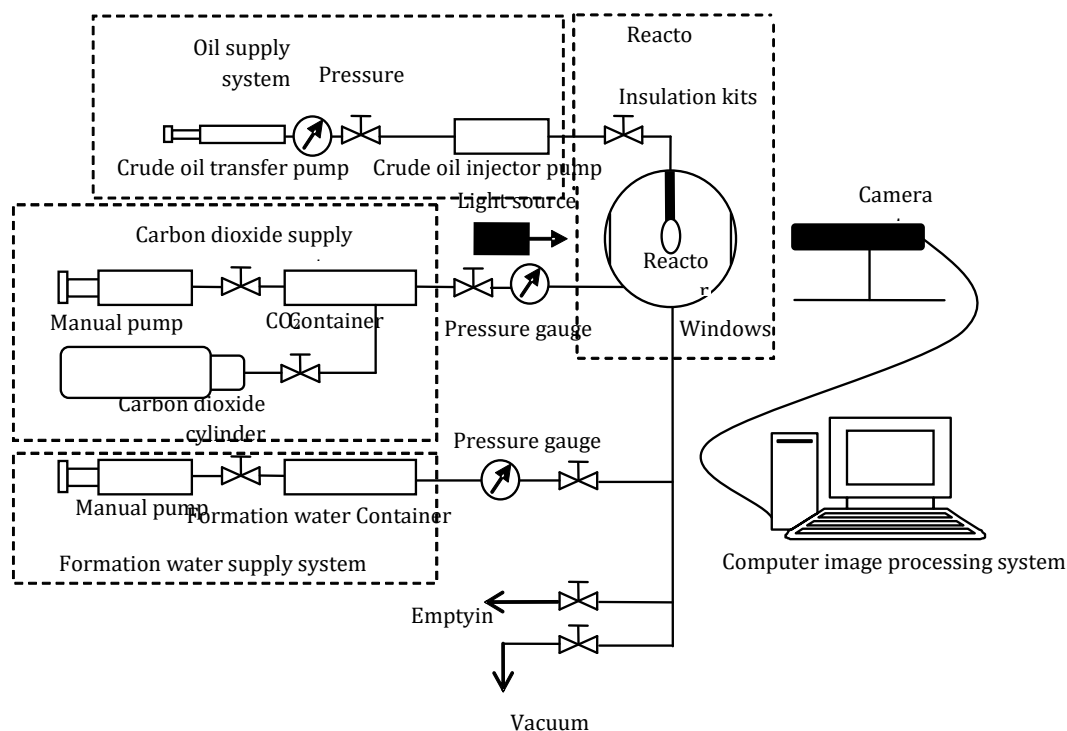 Reacto
Oil supply
system
Pressure
Insulation kits
Crude oil transfer pump
Crude oil injector pump
Light source
Camera
Carbon dioxide supply
Reacto
r
Manual pump
CO₂
Container
Pressure gauge
Windows
Carbon dioxide
cylinder
Pressure gauge
Manual pump
Formation water Container
Formation water supply system
Computer image processing system
Emptyin
Vacuum